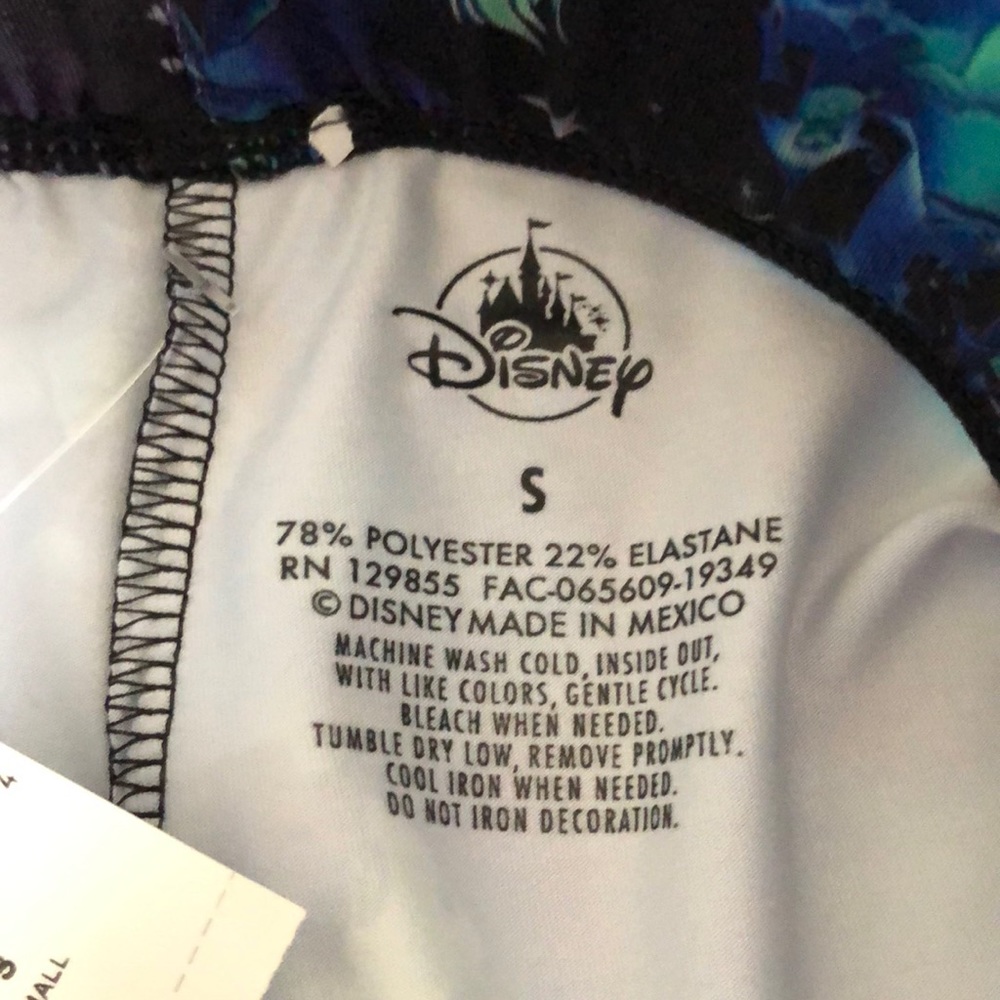 DISNEY
S
78% POLYESTER 22% ELASTANE
RN 129855 FAC-065609-19349
© DISNEY MADE IN MEXICO
MACHINE WASH COLD, INSIDE OUT,
WITH LIKE COLORS, GENTLE CYCLE.
BLEACH WHEN NEEDED.
TUMBLE DRY LOW, REMOVE PROMPTLY.
COOL IRON WHEN NEEDED.
DO NOT IRON DECORATION.
4